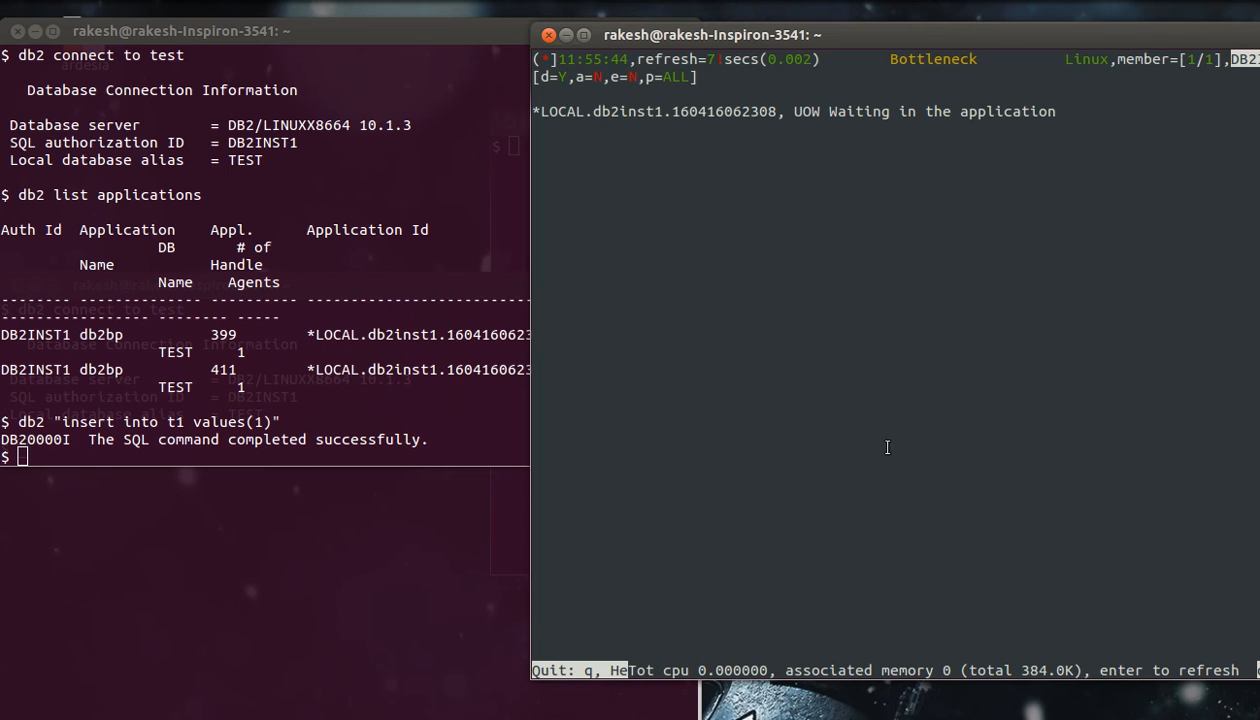 rakesh@rakesh-Inspiron-3541: ~
$ db2 connect to test
Database Connection Information
Database server = DB2/LINUXX8664 10.1.3
SQL authorization ID = DB2INST1
Local database alias = TEST
$ db2 list applications
Auth Id Application Appl. Application Id
DB # of
Name Handle
Name Agents
-------- -------------- ---------- --------------------------
----------------- -------- -----
DB2INST1 db2bp 399 *LOCAL.db2inst1.1604160623
TEST 1
DB2INST1 db2bp 411 *LOCAL.db2inst1.1604160623
TEST 1
$ db2 "insert into t1 values(1)"
DB20000I The SQL command completed successfully.
$
rakesh@rakesh-Inspiron-3541: ~
(*]11:55:44,refresh=7!secs(0.002) Bottleneck Linux,member=[1/1],DB2
[d=Y,a=N,e=N,p=ALL]
*LOCAL.db2inst1.160416062308, UOW Waiting in the application
Quit: q, HeTot cpu 0.000000, associated memory 0 (total 384.0K), enter to refresh